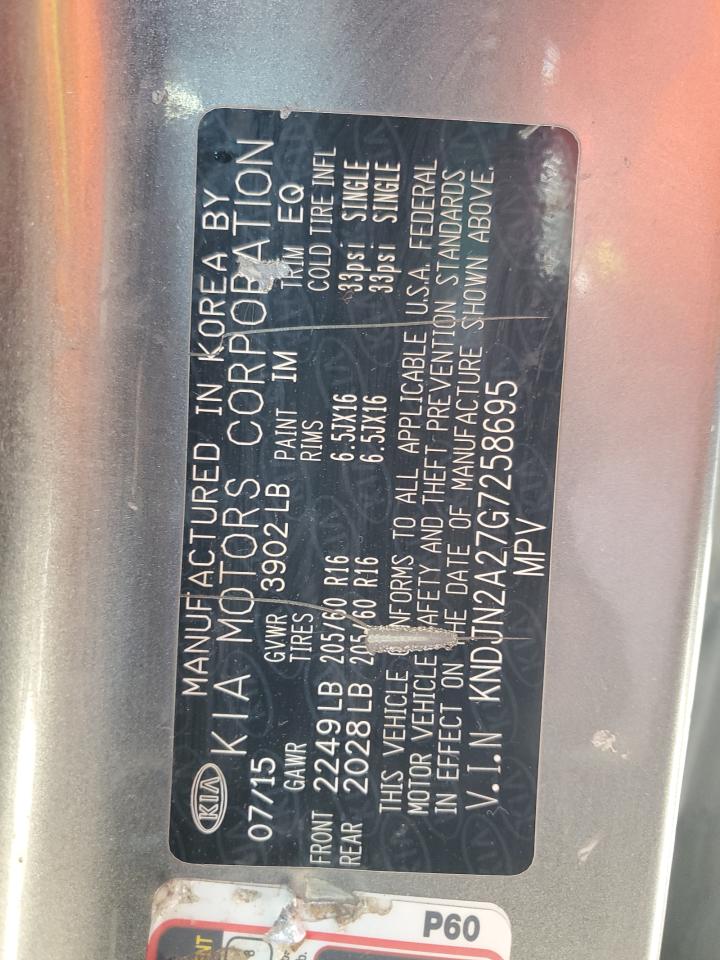 KIA
MANUFACTURED IN KOREA BY
KIA MOTORS CORPORATION
07/15 GVWR 3902 LB PAINT IM TRIM EQ
GAWR TIRES RIMS COLD TIRE INFL
FRONT 2249 LB 205/60 R16 6.5JX16 33psi SINGLE
REAR 2028 LB 205/60 R16 6.5JX16 33psi SINGLE
THIS VEHICLE CONFORMS TO ALL APPLICABLE U.S.A. FEDERAL
MOTOR VEHICLE SAFETY AND THEFT PREVENTION STANDARDS
IN EFFECT ON THE DATE OF MANUFACTURE SHOWN ABOVE.
V.I.N KNDJN2A27G7258695
MPV
P60